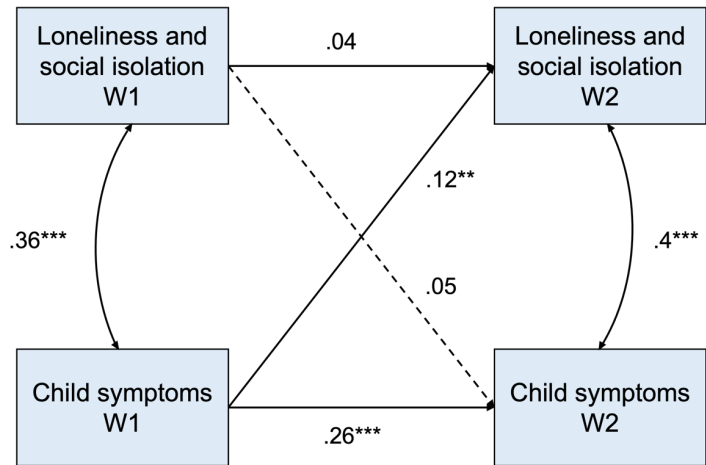 Loneliness and
social isolation
W1
.04
Loneliness and
social isolation
W2
.12**
.36***
.4***
.05
Child symptoms
W1
.26***
Child symptoms
W2